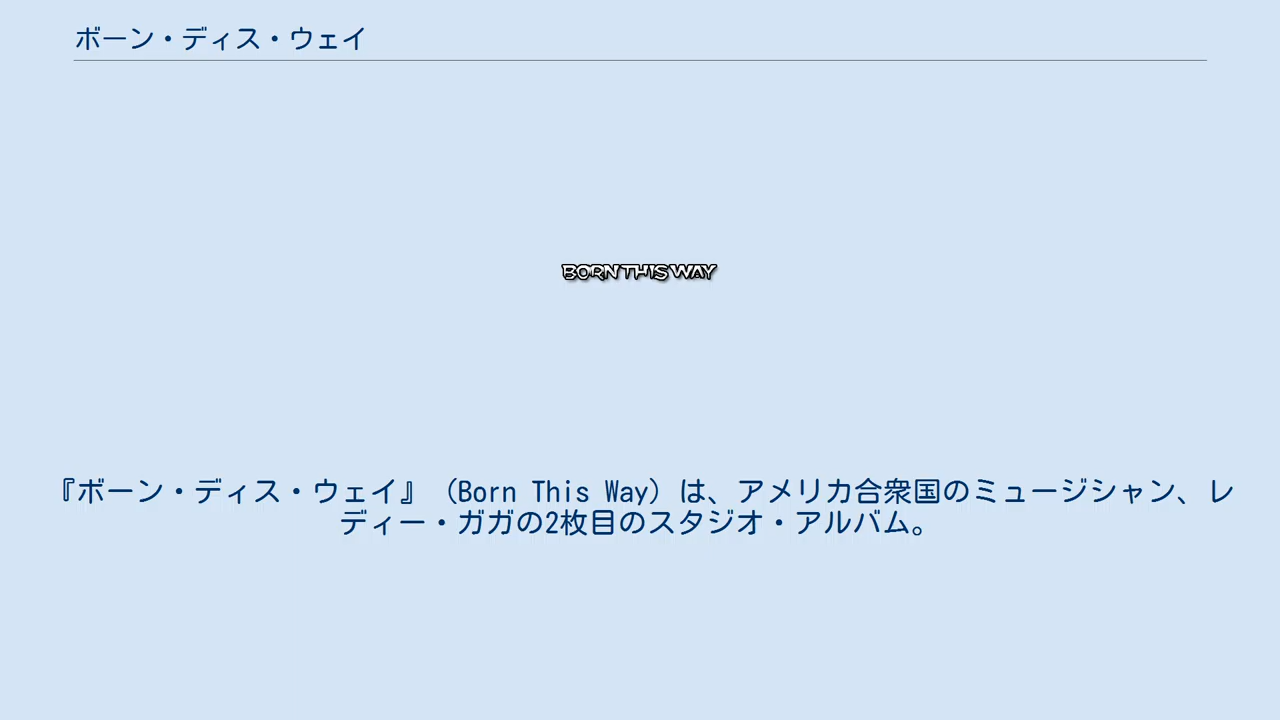 ボーン・ディス・ウェイ
BORN THIS WAY
『ボーン・ディス・ウェイ』（Born This Way）は、アメリカ合衆国のミュージシャン、レ
ディー・ガガの2枚目のスタジオ・アルバム。